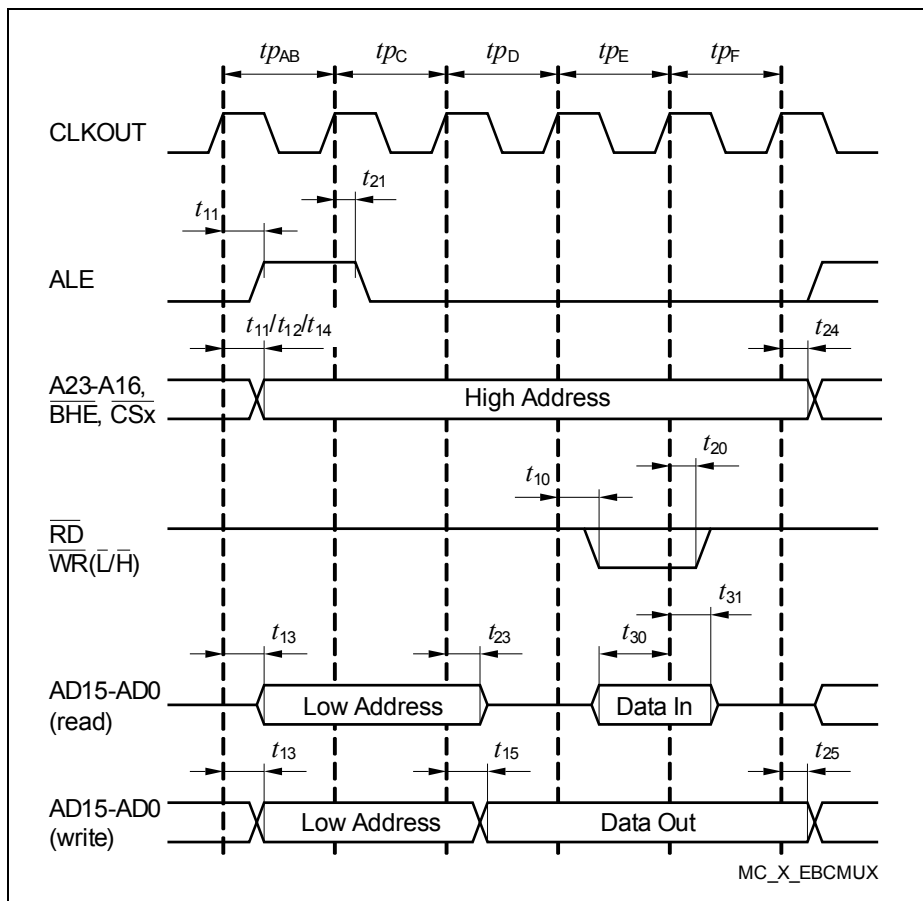 tpAB tpC tpD tpE tpF
CLKOUT
t21
t11
ALE
t11/t12/t14 t24
A23-A16,
BHE, CSx
High Address
t20
t10
RD
WR(L/H)
t31
t13 t23 t30
AD15-AD0
(read)
Low Address Data In
t13 t15 t25
AD15-AD0
(write)
Low Address Data Out
MC_X_EBCMUX